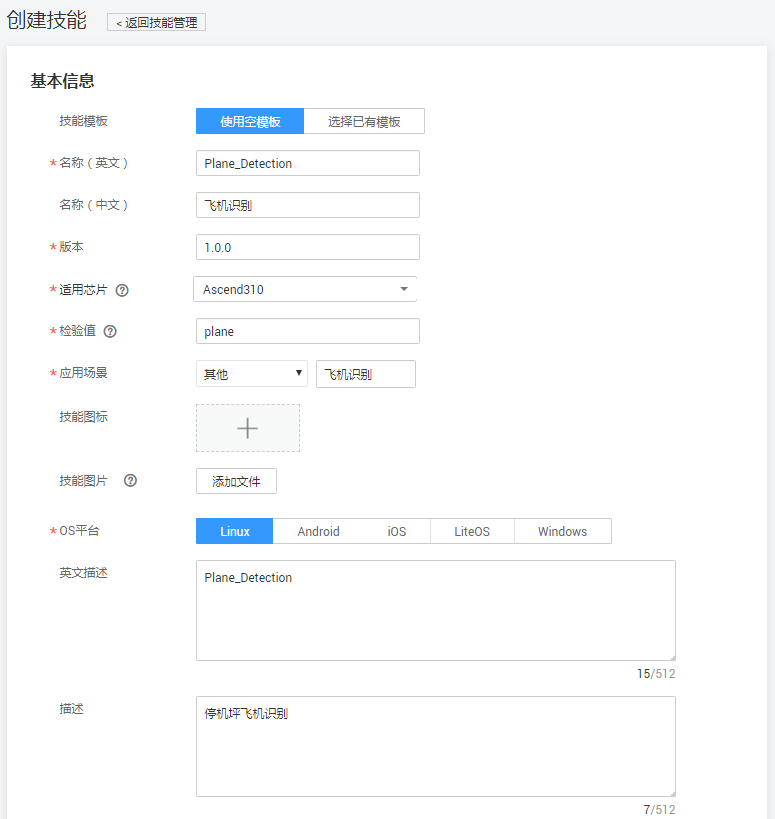 创建技能 < 返回技能管理
基本信息
技能模板 使用空模板 选择已有模板
* 名称（英文） Plane_Detection
名称（中文） 飞机识别
* 版本 1.0.0
* 适用芯片 ? Ascend310
* 检验值 ? plane
* 应用场景 其他 飞机识别
技能图标
技能图片 ? 添加文件
* OS平台 Linux Android iOS LiteOS Windows
英文描述 Plane_Detection
15/512
描述 停机坪飞机识别
7/512